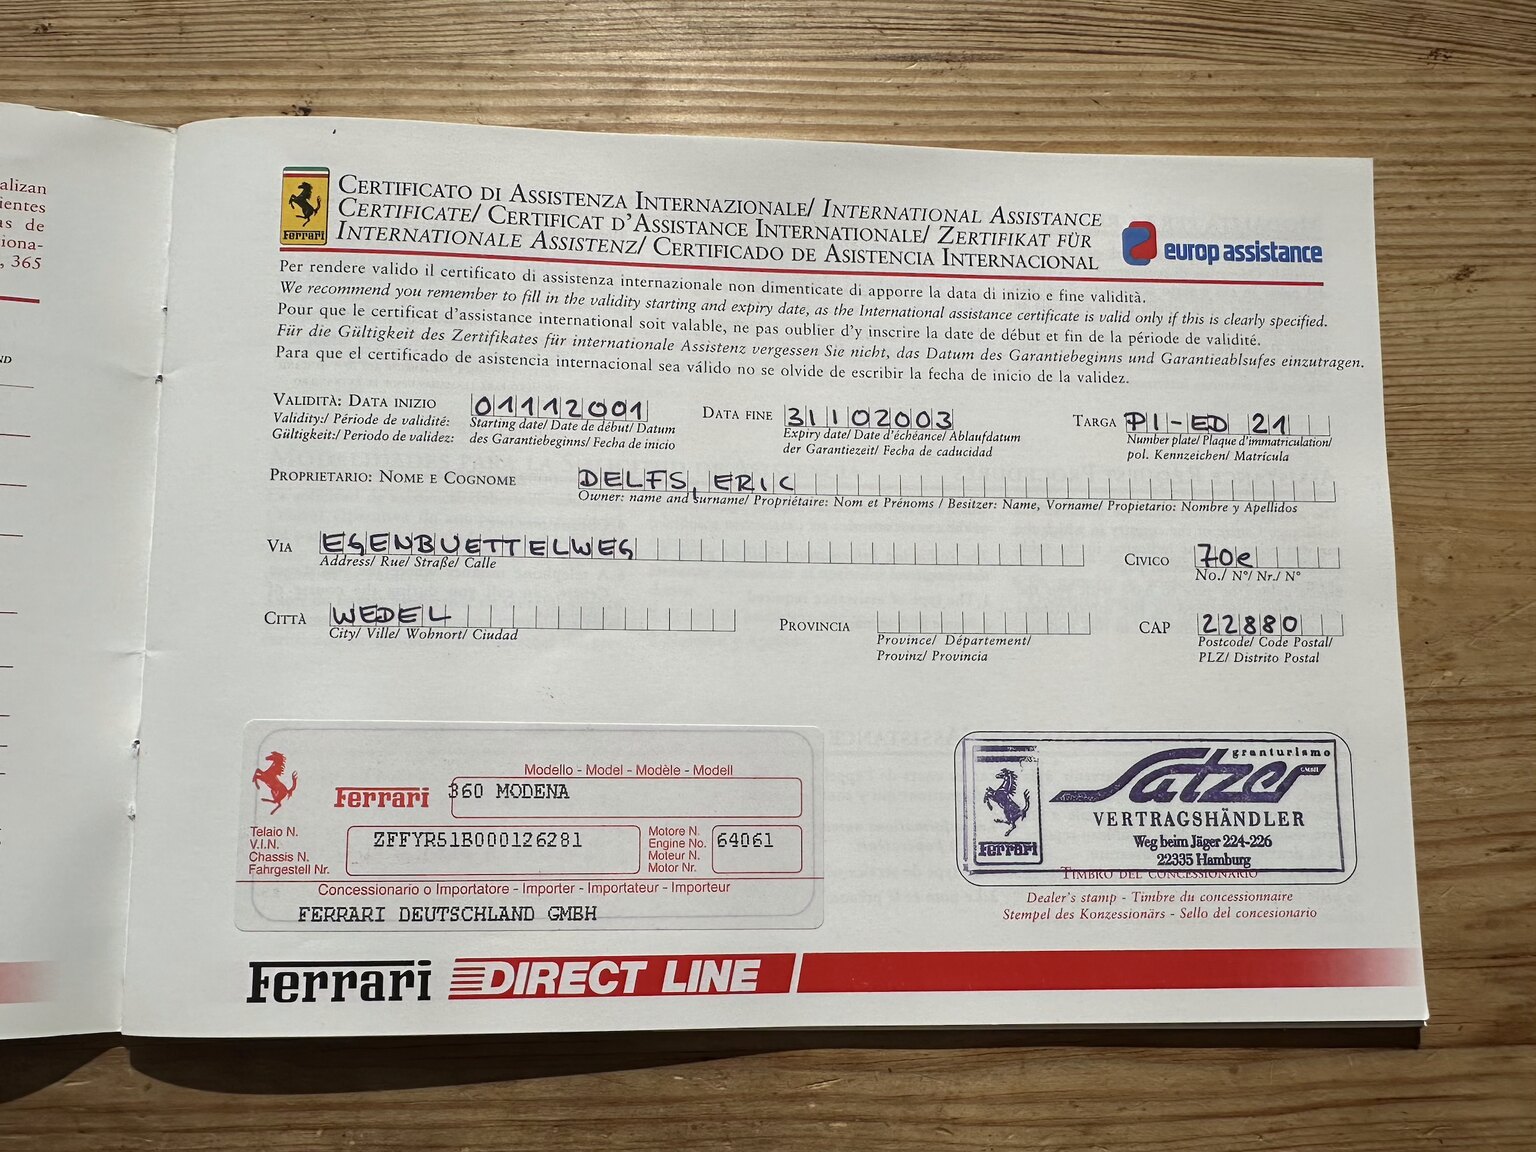 alizan
ientes
as de
iona-
, 365
ND
Ferrari
CERTIFICATO DI ASSISTENZA INTERNAZIONALE/ INTERNATIONAL ASSISTANCE
CERTIFICATE/ CERTIFICAT D'ASSISTANCE INTERNATIONALE/ ZERTIFIKAT FÜR
INTERNATIONALE ASSISTENZ/ CERTIFICADO DE ASISTENCIA INTERNACIONAL
europ assistance
Per rendere valido il certificato di assistenza internazionale non dimenticate di apporre la data di inizio e fine validità.
We recommend you remember to fill in the validity starting and expiry date, as the International assistance certificate is valid only if this is clearly specified.
Pour que le certificat d'assistance international soit valable, ne pas oublier d'y inscrire la date de début et fin de la période de validité.
Für die Gültigkeit des Zertifikates für internationale Assistenz vergessen Sie nicht, das Datum des Garantiebeginns und Garantieablsufes einzutragen.
Para que el certificado de asistencia internacional sea válido no se olvide de escribir la fecha de inicio de la validez.
VALIDITÀ: DATA INIZIO 01112001 DATA FINE 31102003 TARGA PI-ED 21
Validity:/ Période de validité: Starting date/ Date de début/ Datum Expiry date/ Date d'échéance/ Ablaufdatum Number plate/ Plaque d'immatriculation/
Gültigkeit:/ Periodo de validez: des Garantiebeginns/ Fecha de inicio der Garantiezeit/ Fecha de caducidad pol. Kennzeichen/ Matrícula
PROPRIETARIO: NOME E COGNOME DELFS, ERIC
Owner: name and surname/ Propriétaire: Nom et Prénoms / Besitzer: Name, Vorname/ Propietario: Nombre y Apellidos
VIA EGENBUETTELWEG CIVICO 70e
Address/ Rue/ Straße/ Calle No./ N°/ Nr./ N°
CITTÀ WEDEL PROVINCIA CAP 22880
City/ Ville/ Wohnort/ Ciudad Province/ Département/ Postcode/ Code Postal/
Provinz/ Provincia PLZ/ Distrito Postal
Modello - Model - Modèle - Modell
Ferrari 360 MODENA
Telaio N.
V.I.N.
Chassis N.
Fahrgestell Nr.
ZFFYR51B000126281
Motore N.
Engine No.
Moteur N.
Motor Nr.
64061
Concessionario o Importatore - Importer - Importateur - Importeur
FERRARI DEUTSCHLAND GMBH
Ferrari
granturismo
Satzer GMBH
VERTRAGSHÄNDLER
Weg beim Jäger 224-226
22335 Hamburg
TIMBRO DEL CONCESSIONARIO
Dealer's stamp - Timbre du concessionnaire
Stempel des Konzessionärs - Sello del concesionario
Ferrari DIRECT LINE